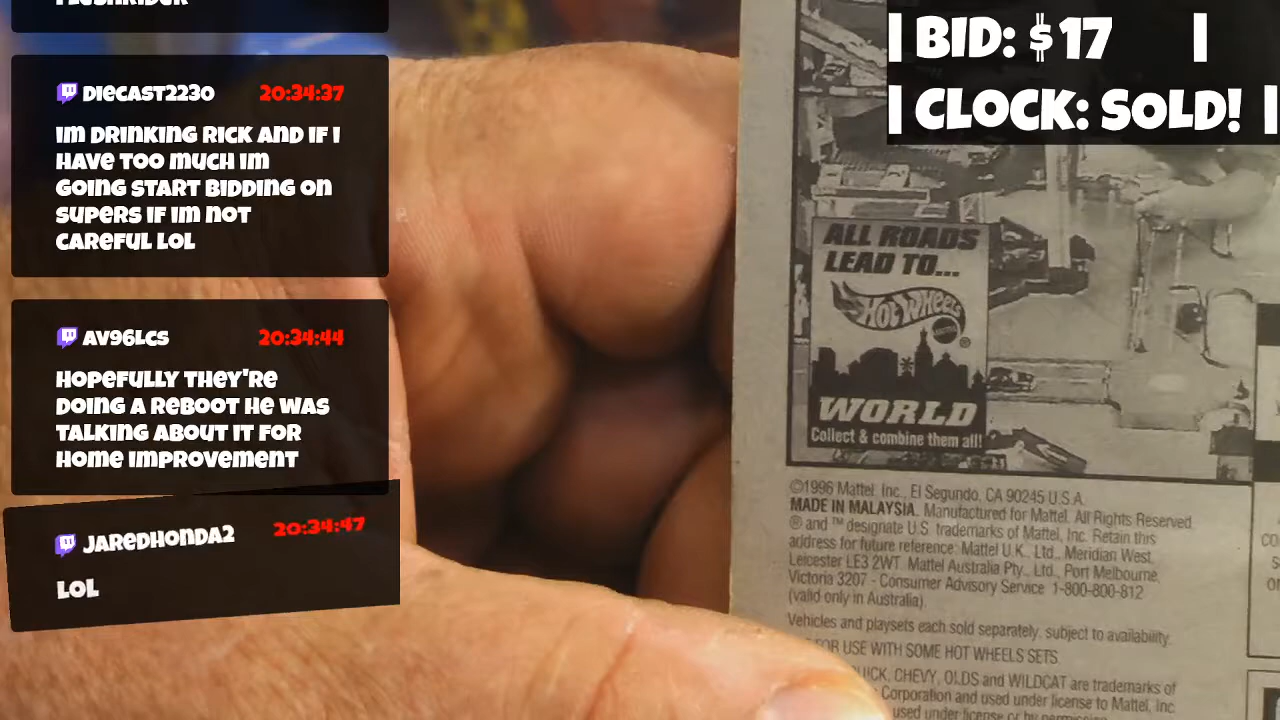 DIECAST2230 20:34:37
IM DRINKING RICK AND IF I
HAVE TOO MUCH IM
GOING START BIDDING ON
SUPERS IF IM NOT
CAREFUL LOL
AV96LCS 20:34:44
HOPEFULLY THEY'RE
DOING A REBOOT HE WAS
TALKING ABOUT IT FOR
HOME IMPROVEMENT
JAREDHONDA2 20:34:47
LOL
| BID: $17 |
| CLOCK: SOLD! |
ALL ROADS
LEAD TO...
HOT WHEELS
WORLD
Collect & combine them all!
©1996 Mattel, Inc., El Segundo, CA 90245 U.S.A.
MADE IN MALAYSIA. Manufactured for Mattel. All Rights Reserved.
® and ™ designate U.S. trademarks of Mattel, Inc. Retain this
address for future reference: Mattel U.K., Ltd., Meridian West,
Leicester LE3 2WT. Mattel Australia Pty., Ltd., Port Melbourne,
Victoria 3207 - Consumer Advisory Service 1-800-800-812
(valid only in Australia).
Vehicles and playsets each sold separately, subject to availability.
FOR USE WITH SOME HOT WHEELS SETS.
CHEVY, OLDS and WILDCAT are trademarks of
Corporation and used under license to Mattel, Inc.
used under license or by